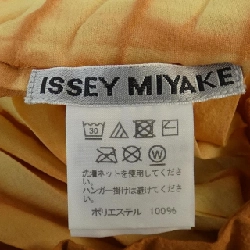 ISSEY MIYAKE
30
P
W
洗濯ネットを使用してください。
ハンガー掛けは避けてください。
ポリエステル 100%